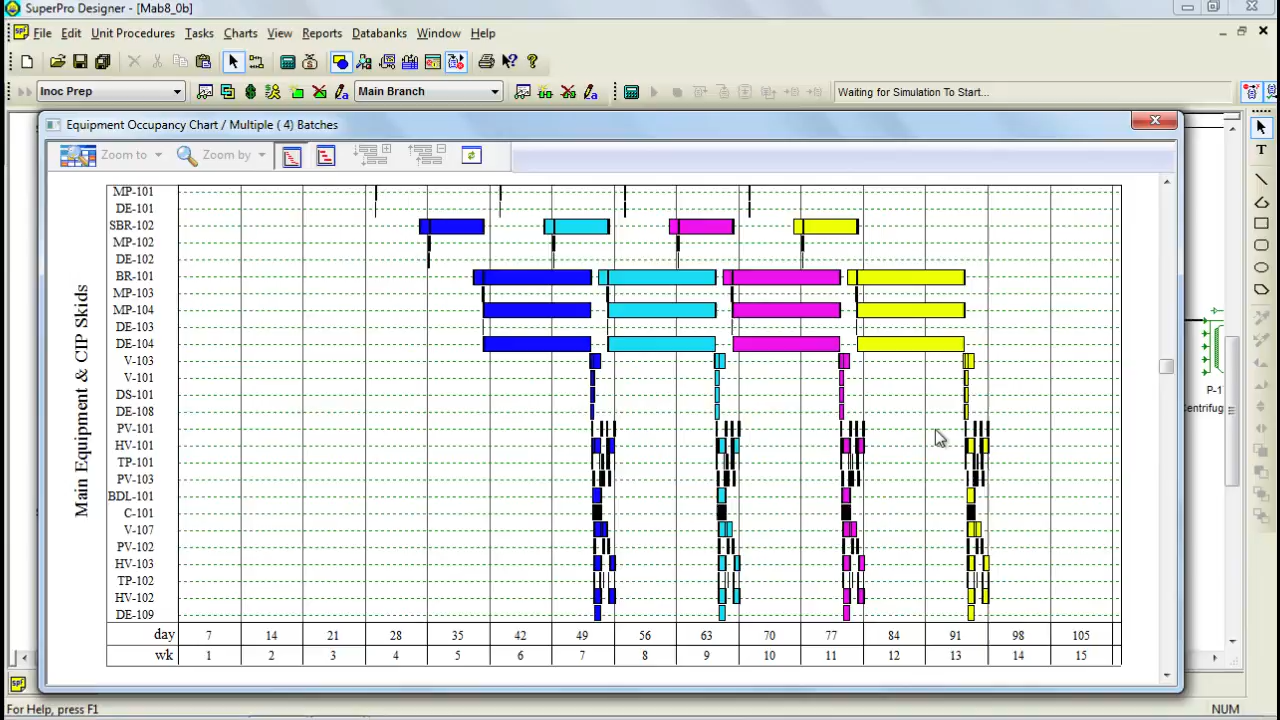 SuperPro Designer - [Mab8_0b]
File Edit Unit Procedures Tasks Charts View Reports Databanks Window Help
Inoc Prep Main Branch Waiting for Simulation To Start...
Equipment Occupancy Chart / Multiple ( 4) Batches
Zoom to Zoom by
Main Equipment & CIP Skids
MP-101
DE-101
SBR-102
MP-102
DE-102
BR-101
MP-103
MP-104
DE-103
DE-104
V-103
V-101
DS-101
DE-108
PV-101
HV-101
TP-101
PV-103
BDL-101
C-101
V-107
PV-102
HV-103
TP-102
HV-102
DE-109
day 7 14 21 28 35 42 49 56 63 70 77 84 91 98 105
wk 1 2 3 4 5 6 7 8 9 10 11 12 13 14 15
T
P-1
Centrifug
For Help, press F1 NUM